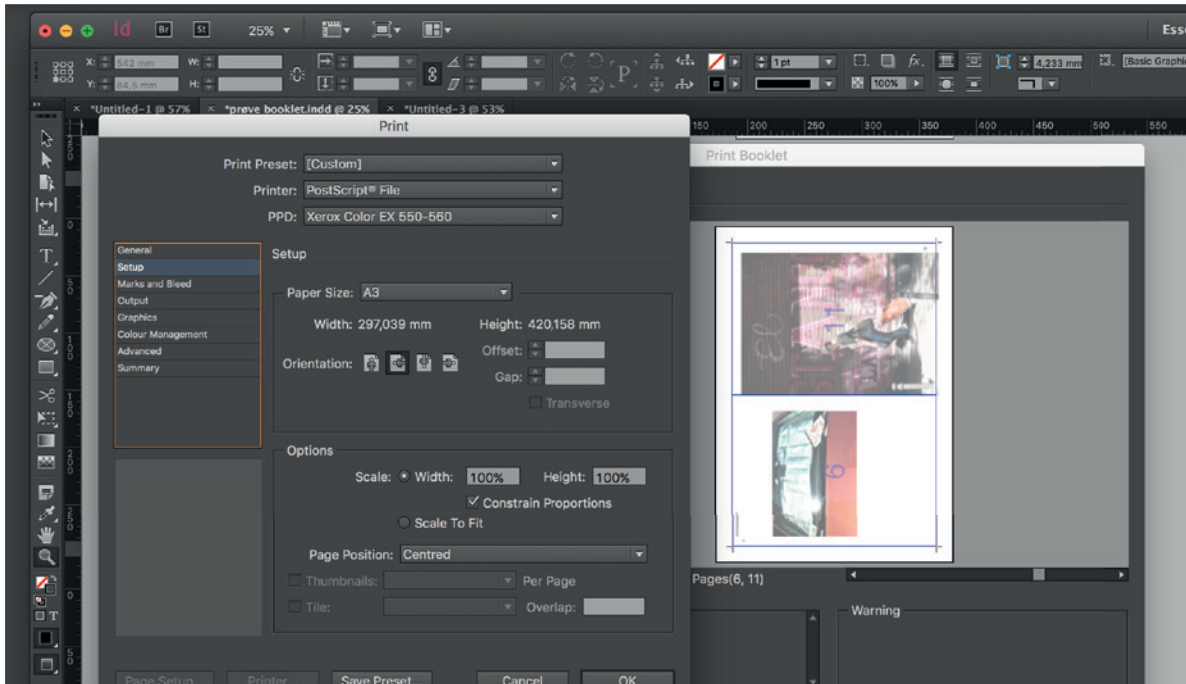 Id Br St 25% Esse
X: 542 mm W: 1 pt 4,233 mm [Basic Graphic
Y: 84,5 mm H: P 100% fx.
× *Untitled-1 @ 57% × *prøve booklet.indd @ 25% × *Untitled-3 @ 53%
150 200 250 300 350 400 450 500 550
Print
Print Booklet
Print Preset: [Custom]
Printer: PostScript® File
PPD: Xerox Color EX 550-560
General
Setup
Marks and Bleed
Output
Graphics
Colour Management
Advanced
Summary
Setup
Paper Size: A3
Width: 297,039 mm Height: 420,158 mm
Orientation: Offset:
Gap:
Transverse
Options
Scale: Width: 100% Height: 100%
Constrain Proportions
Scale To Fit
Page Position: Centred
Thumbnails: Per Page
Tile: Overlap:
Page Setup... Printer... Save Preset... Cancel OK
11
6
Pages(6, 11)
Warning